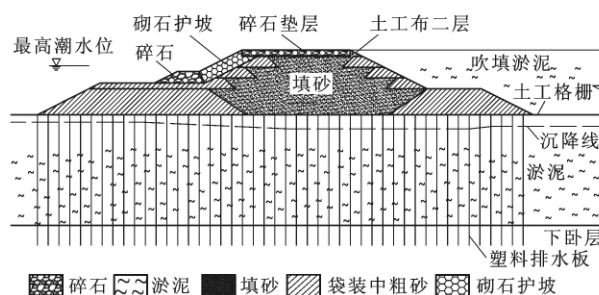 砌石护坡 碎石垫层 土工布二层
最高潮水位 碎石
吹填淤泥
填砂
土工格栅
沉降线
淤泥
下卧层
塑料排水板
碎石 淤泥 填砂 袋装中粗砂 砌石护坡